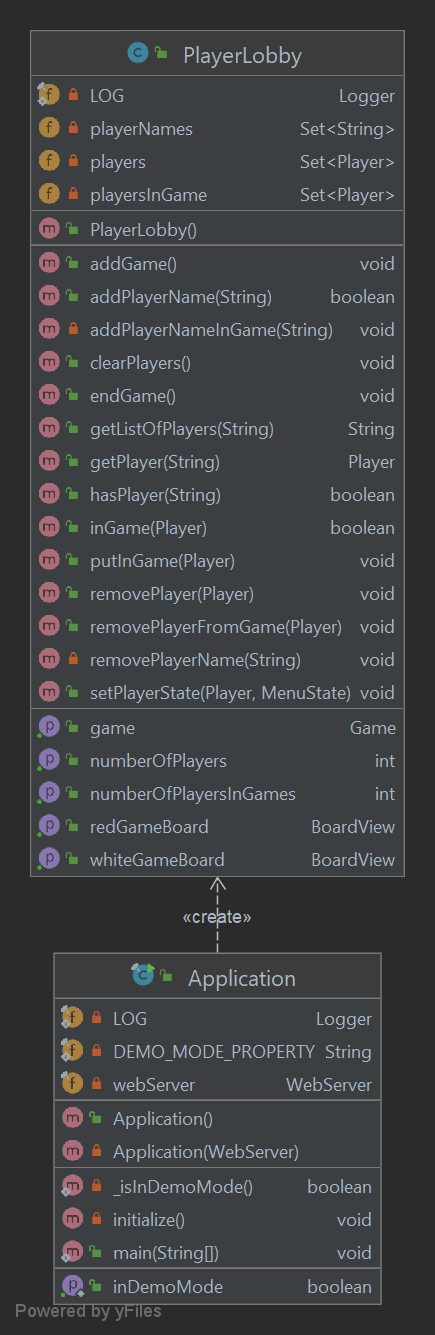 PlayerLobby
LOG Logger
playerNames Set<String>
players Set<Player>
playersInGame Set<Player>
PlayerLobby()
addGame() void
addPlayerName(String) boolean
addPlayerNameInGame(String) void
clearPlayers() void
endGame() void
getListOfPlayers(String) String
getPlayer(String) Player
hasPlayer(String) boolean
inGame(Player) boolean
putInGame(Player) void
removePlayer(Player) void
removePlayerFromGame(Player) void
removePlayerName(String) void
setPlayerState(Player, MenuState) void
game Game
numberOfPlayers int
numberOfPlayersInGames int
redGameBoard BoardView
whiteGameBoard BoardView
«create»
Application
LOG Logger
DEMO_MODE_PROPERTY String
webServer WebServer
Application()
Application(WebServer)
_isInDemoMode() boolean
initialize() void
main(String[]) void
inDemoMode boolean
Powered by yFiles